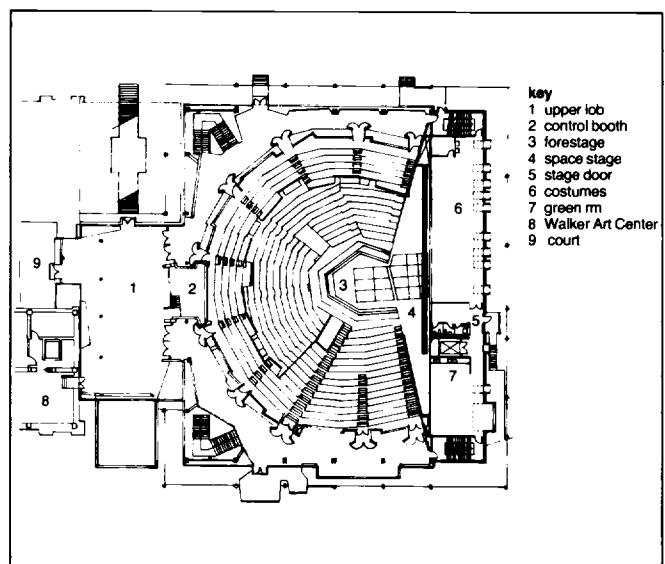 key
1 upper lob
2 control booth
3 forestage
4 space stage
5 stage door
6 costumes
7 green rm
8 Walker Art Center
9 court
6
9
1
2
3
4
5
8
7